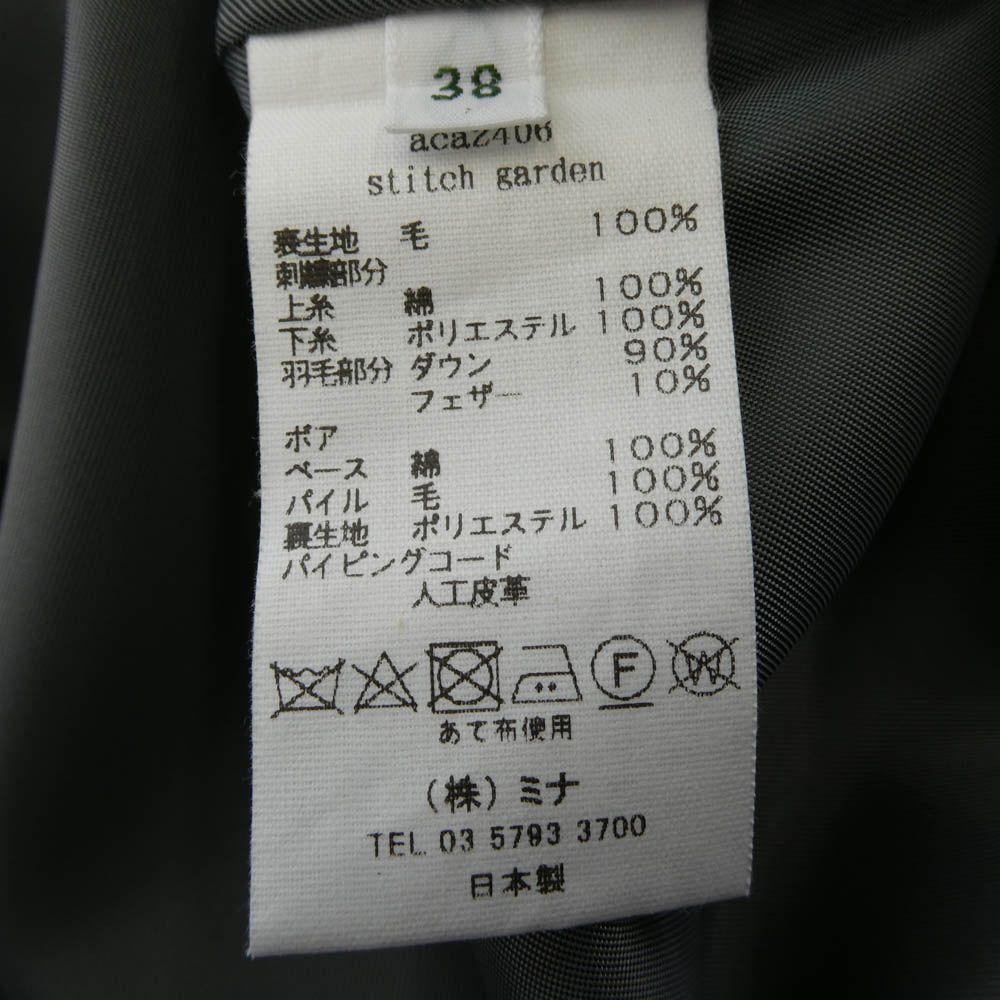 38
aca2406
stitch garden
表生地 毛 100%
刺繍部分
上糸 綿 100%
下糸 ポリエステル 100%
羽毛部分 ダウン 90%
フェザー 10%
ボア
ベース 綿 100%
パイル 毛 100%
裏生地 ポリエステル 100%
パイピングコード
人工皮革
F W
あて布使用
(株)ミナ
TEL 03 5793 3700
日本製